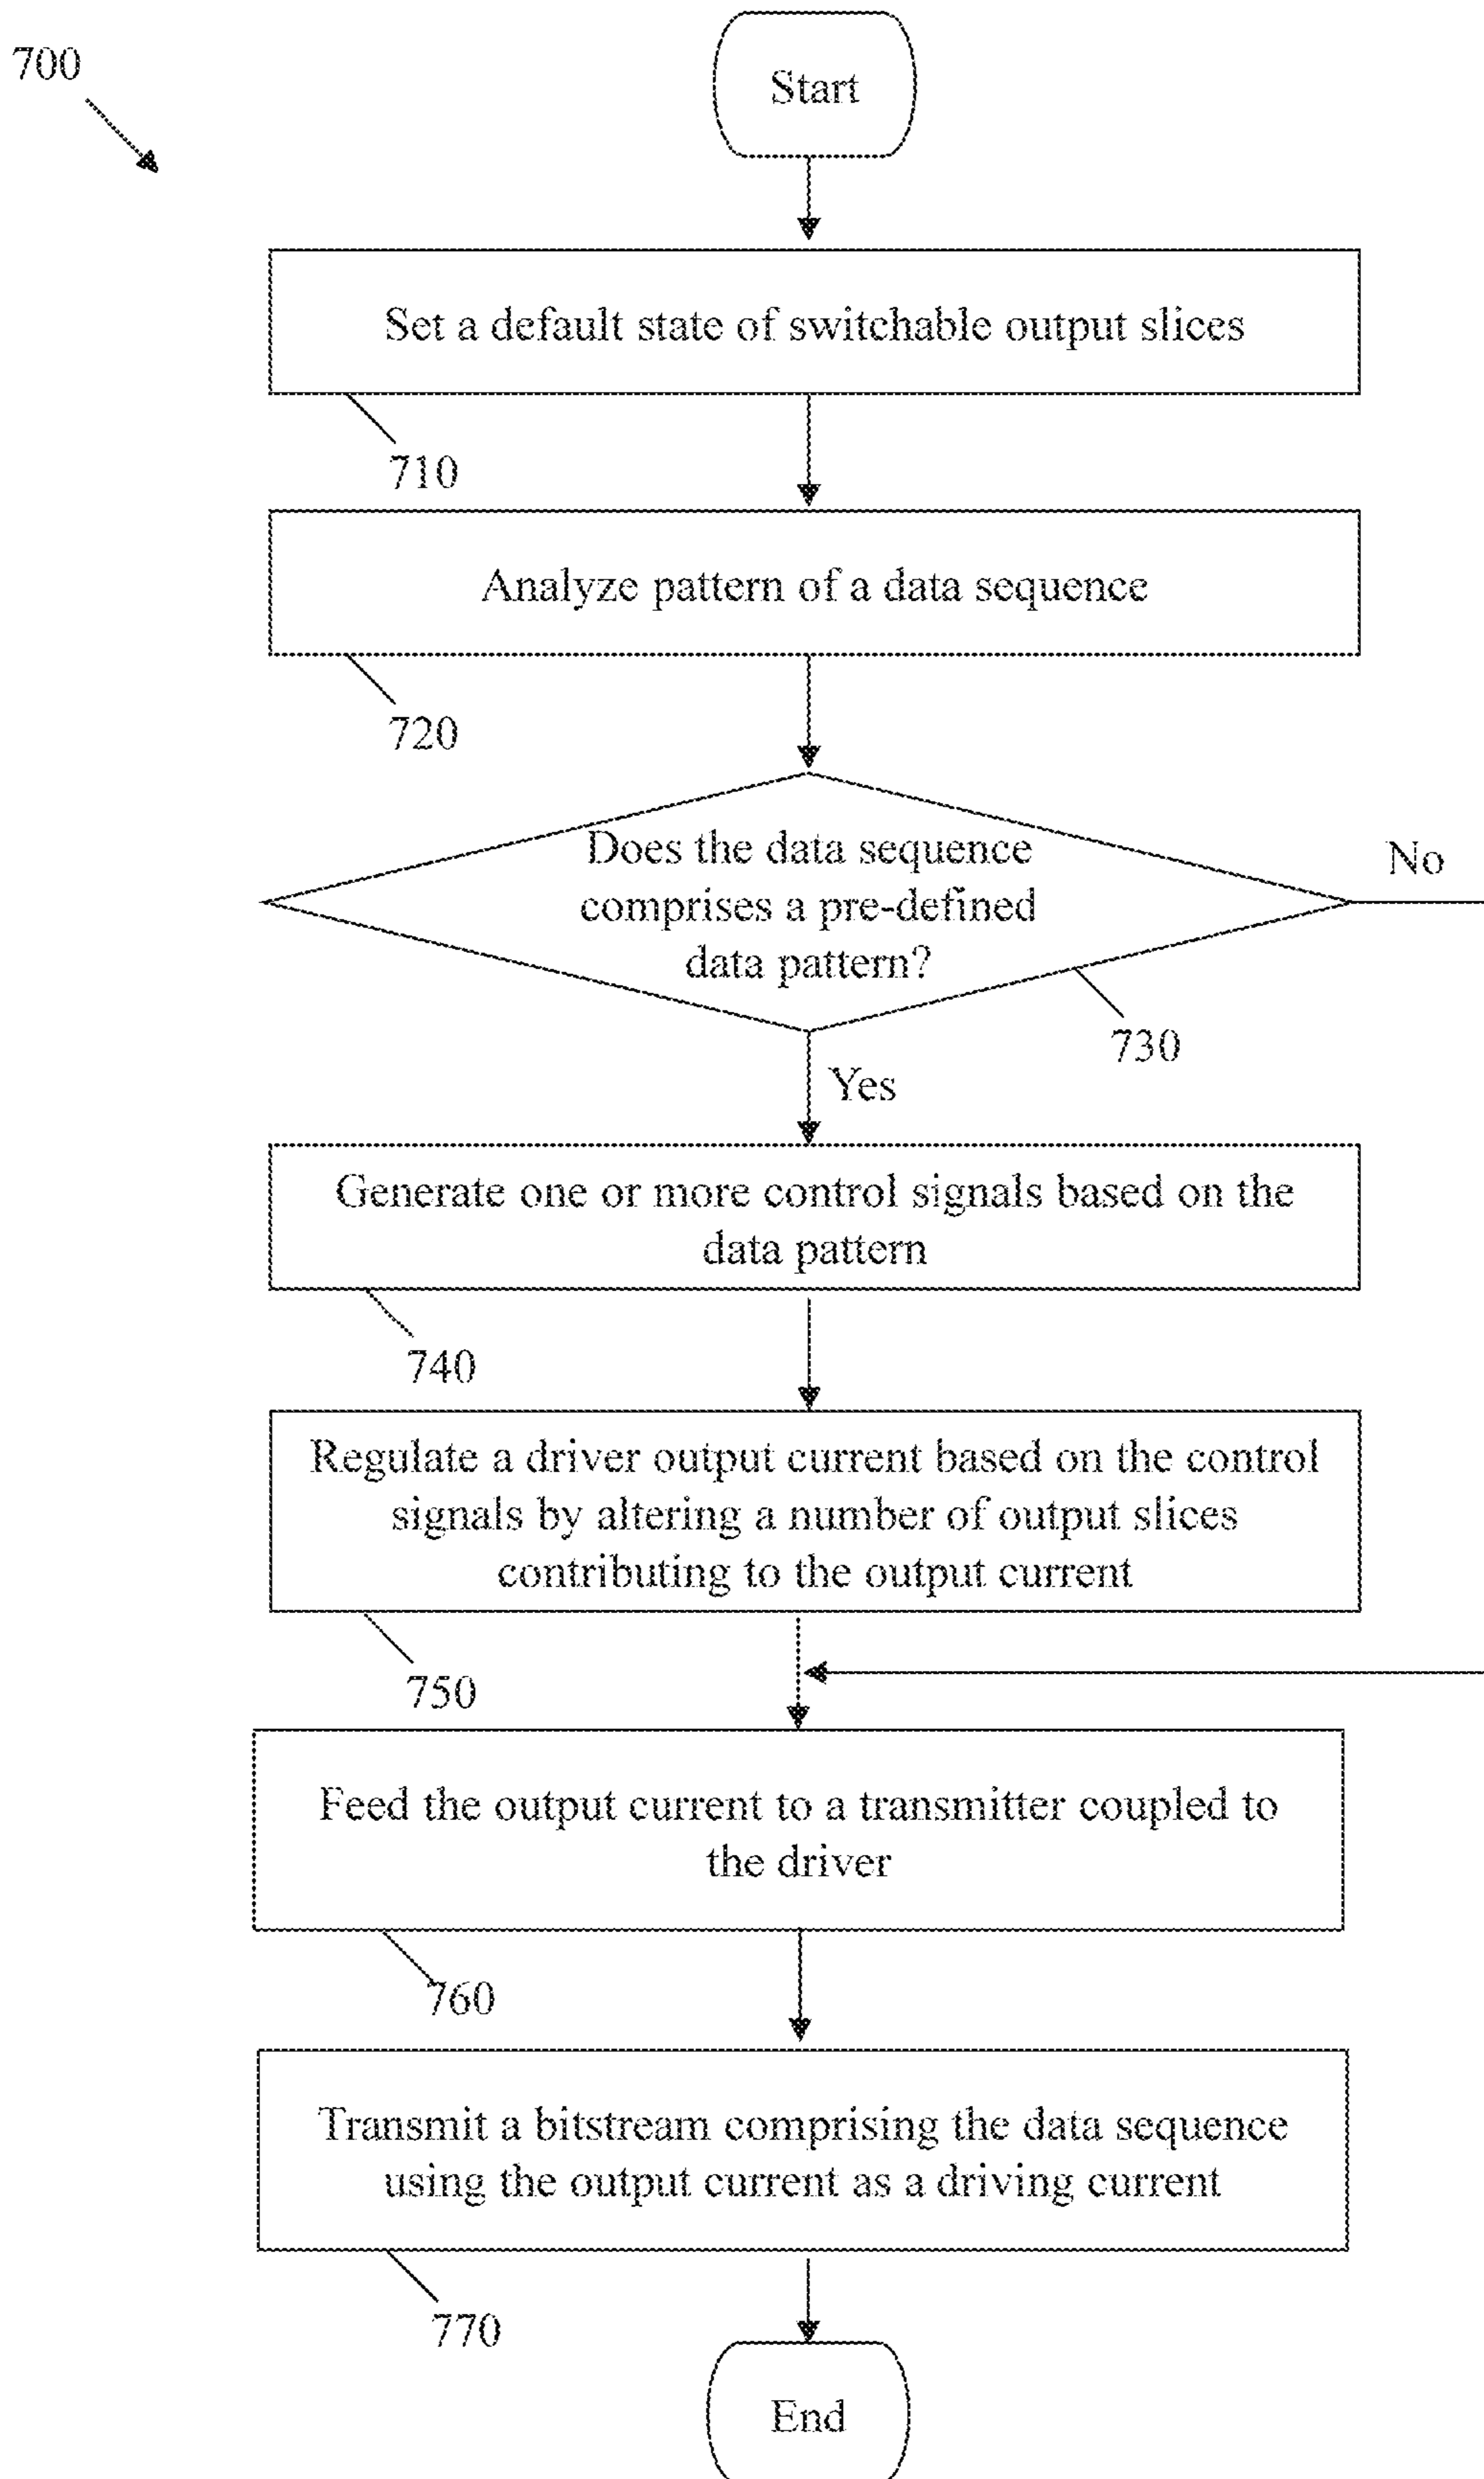 700
Start
Set a default state of switchable output slices
710
Analyze pattern of a data sequence
720
Does the data sequence
comprises a pre-defined
data pattern?
No
730
Yes
Generate one or more control signals based on the
data pattern
740
Regulate a driver output current based on the control
signals by altering a number of output slices
contributing to the output current
750
Feed the output current to a transmitter coupled to
the driver
760
Transmit a bitstream comprising the data sequence
using the output current as a driving current
770
End